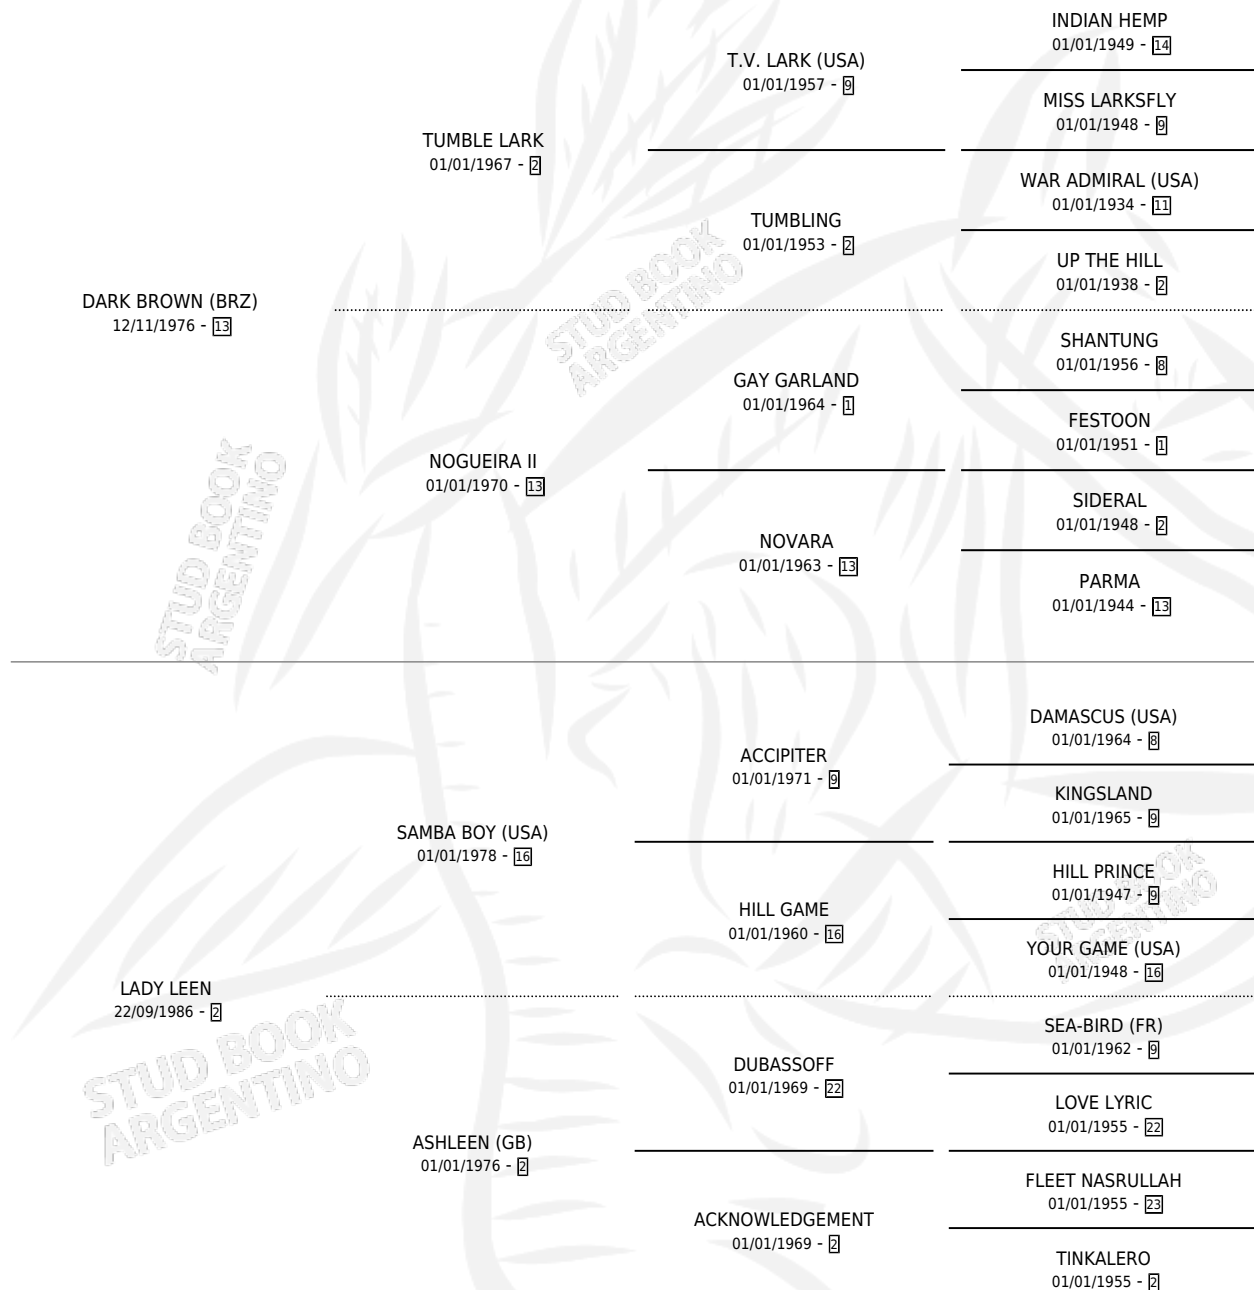 INDIAN HEMP
01/01/1949 - 14
T.V. LARK (USA)
01/01/1957 - 9
MISS LARKSFLY
01/01/1948 - 9
TUMBLE LARK
01/01/1967 - 2
WAR ADMIRAL (USA)
01/01/1934 - 11
TUMBLING
01/01/1953 - 2
UP THE HILL
01/01/1938 - 2
DARK BROWN (BRZ)
12/11/1976 - 13
SHANTUNG
01/01/1956 - 8
GAY GARLAND
01/01/1964 - 1
FESTOON
01/01/1951 - 1
NOGUEIRA II
01/01/1970 - 13
SIDERAL
01/01/1948 - 2
NOVARA
01/01/1963 - 13
PARMA
01/01/1944 - 13
STUD BOOK
ARGENTINO
STUD BOOK
ARGENTINO
DAMASCUS (USA)
01/01/1964 - 8
ACCIPITER
01/01/1971 - 9
KINGSLAND
01/01/1965 - 9
SAMBA BOY (USA)
01/01/1978 - 16
HILL PRINCE
01/01/1947 - 9
HILL GAME
01/01/1960 - 16
YOUR GAME (USA)
01/01/1948 - 16
LADY LEEN
22/09/1986 - 2
SEA-BIRD (FR)
01/01/1962 - 9
DUBASSOFF
01/01/1969 - 22
LOVE LYRIC
01/01/1955 - 22
ASHLEEN (GB)
01/01/1976 - 2
FLEET NASRULLAH
01/01/1955 - 23
ACKNOWLEDGEMENT
01/01/1969 - 2
TINKALERO
01/01/1955 - 2
STUD BOOK
ARGENTINO
STUD BOOK
ARGENTINO